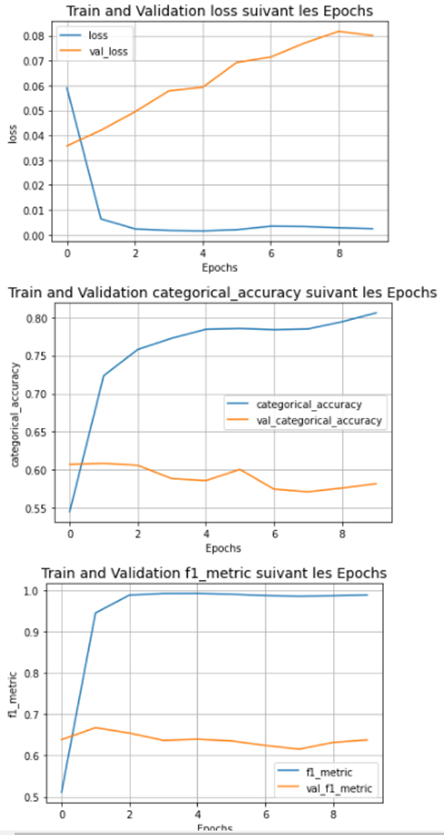 Train and Validation loss suivant les Epochs
loss
val_loss
loss
0.08
0.07
0.06
0.05
0.04
0.03
0.02
0.01
0.00
0 2 4 6 8
Epochs
Train and Validation categorical_accuracy suivant les Epochs
categorical_accuracy
0.80
0.75
0.70
0.65
0.60
0.55
categorical_accuracy
val_categorical_accuracy
0 2 4 6 8
Epochs
Train and Validation f1_metric suivant les Epochs
f1_metric
1.0
0.9
0.8
0.7
0.6
0.5
f1_metric
val_f1_metric
0 2 4 6 8
Epochs